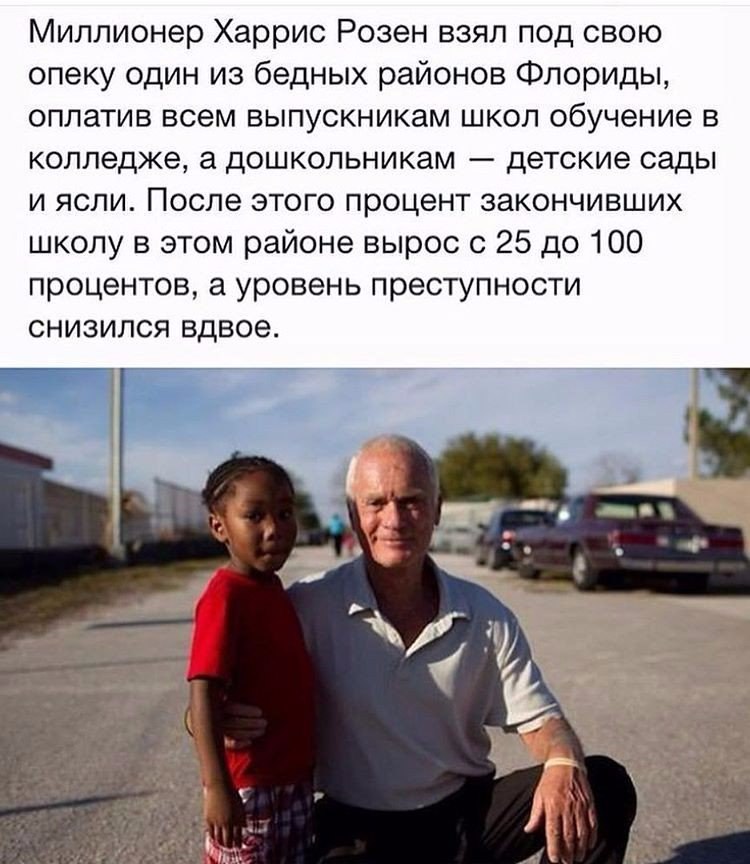 Миллионер Харрис Розен взял под свою
опеку один из бедных районов Флориды,
оплатив всем выпускникам школ обучение в
колледже, а дошкольникам — детские сады
и ясли. После этого процент закончивших
школу в этом районе вырос с 25 до 100
процентов, а уровень преступности
снизился вдвое.